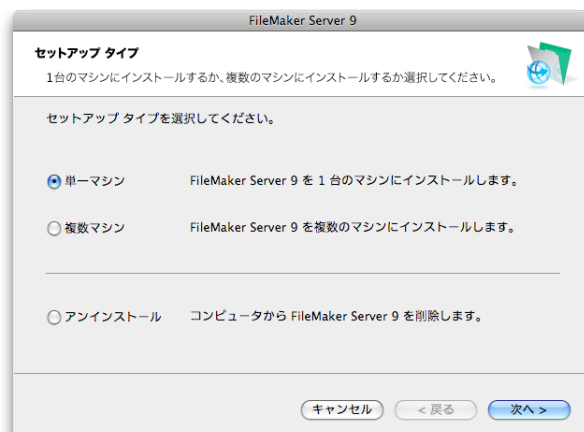 FileMaker Server 9
セットアップ タイプ
1台のマシンにインストールするか、複数のマシンにインストールするか選択してください。
セットアップ タイプを選択してください。
単一マシン FileMaker Server 9 を 1 台のマシンにインストールします。
複数マシン FileMaker Server 9 を複数のマシンにインストールします。
アンインストール コンピュータから FileMaker Server 9 を削除します。
キャンセル < 戻る 次へ >